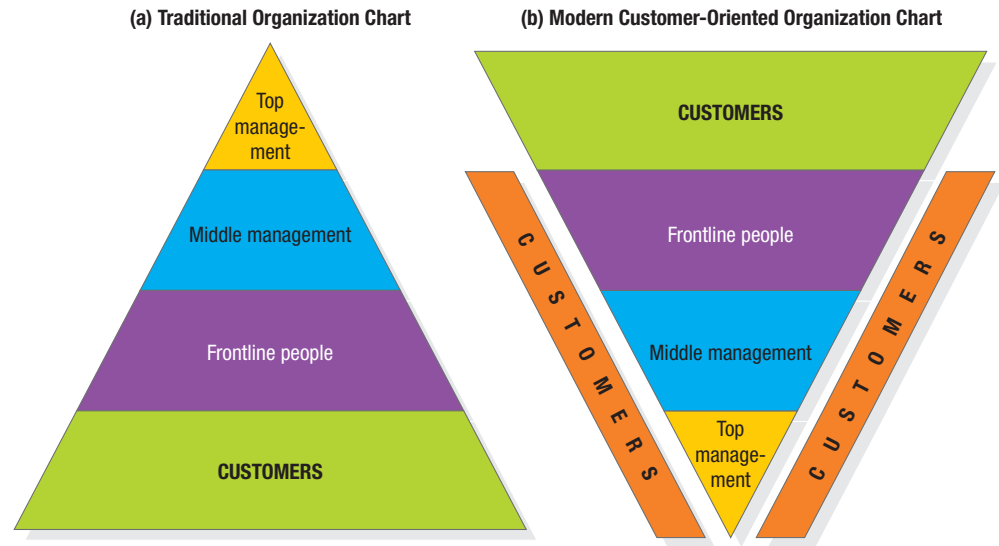 (a) Traditional Organization Chart
Top
manage-
ment
Middle management
Frontline people
CUSTOMERS
(b) Modern Customer-Oriented Organization Chart
CUSTOMERS
Frontline people
Middle management
Top
manage-
ment
CUSTOMERS
CUSTOMERS